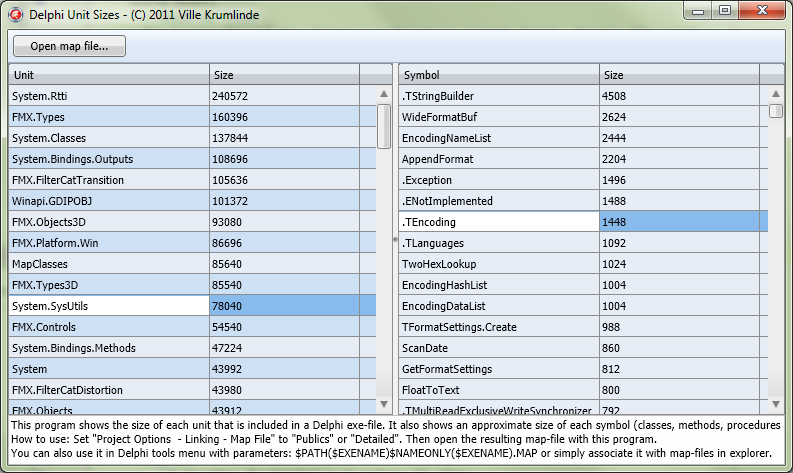 Delphi Unit Sizes - (C) 2011 Ville Krumlinde
Open map file...
Unit Size Symbol Size
System.Rtti 240572 .TStringBuilder 4508
FMX.Types 160396 WideFormatBuf 2624
System.Classes 137844 EncodingNameList 2444
System.Bindings.Outputs 108696 AppendFormat 2204
FMX.FilterCatTransition 105636 .Exception 1496
Winapi.GDIPOBJ 101372 .ENotImplemented 1488
FMX.Objects3D 93080 .TEncoding 1448
FMX.Platform.Win 86696 .TLanguages 1092
MapClasses 85640 TwoHexLookup 1024
FMX.Types3D 85540 EncodingHashList 1004
System.SysUtils 78040 EncodingDataList 1004
FMX.Controls 54540 TFormatSettings.Create 988
System.Bindings.Methods 47224 ScanDate 860
System 43992 GetFormatSettings 812
FMX.FilterCatDistortion 43980 FloatToText 800
FMX.Objects 43912 .TMultiReadExclusiveWriteSynchronizer 792
This program shows the size of each unit that is included in a Delphi exe-file. It also shows an approximate size of each symbol (classes, methods, procedures
How to use: Set "Project Options - Linking - Map File" to "Publics" or "Detailed". Then open the resulting map-file with this program.
You can also use it in Delphi tools menu with parameters: $PATH($EXENAME)$NAMEONLY($EXENAME).MAP or simply associate it with map-files in explorer.